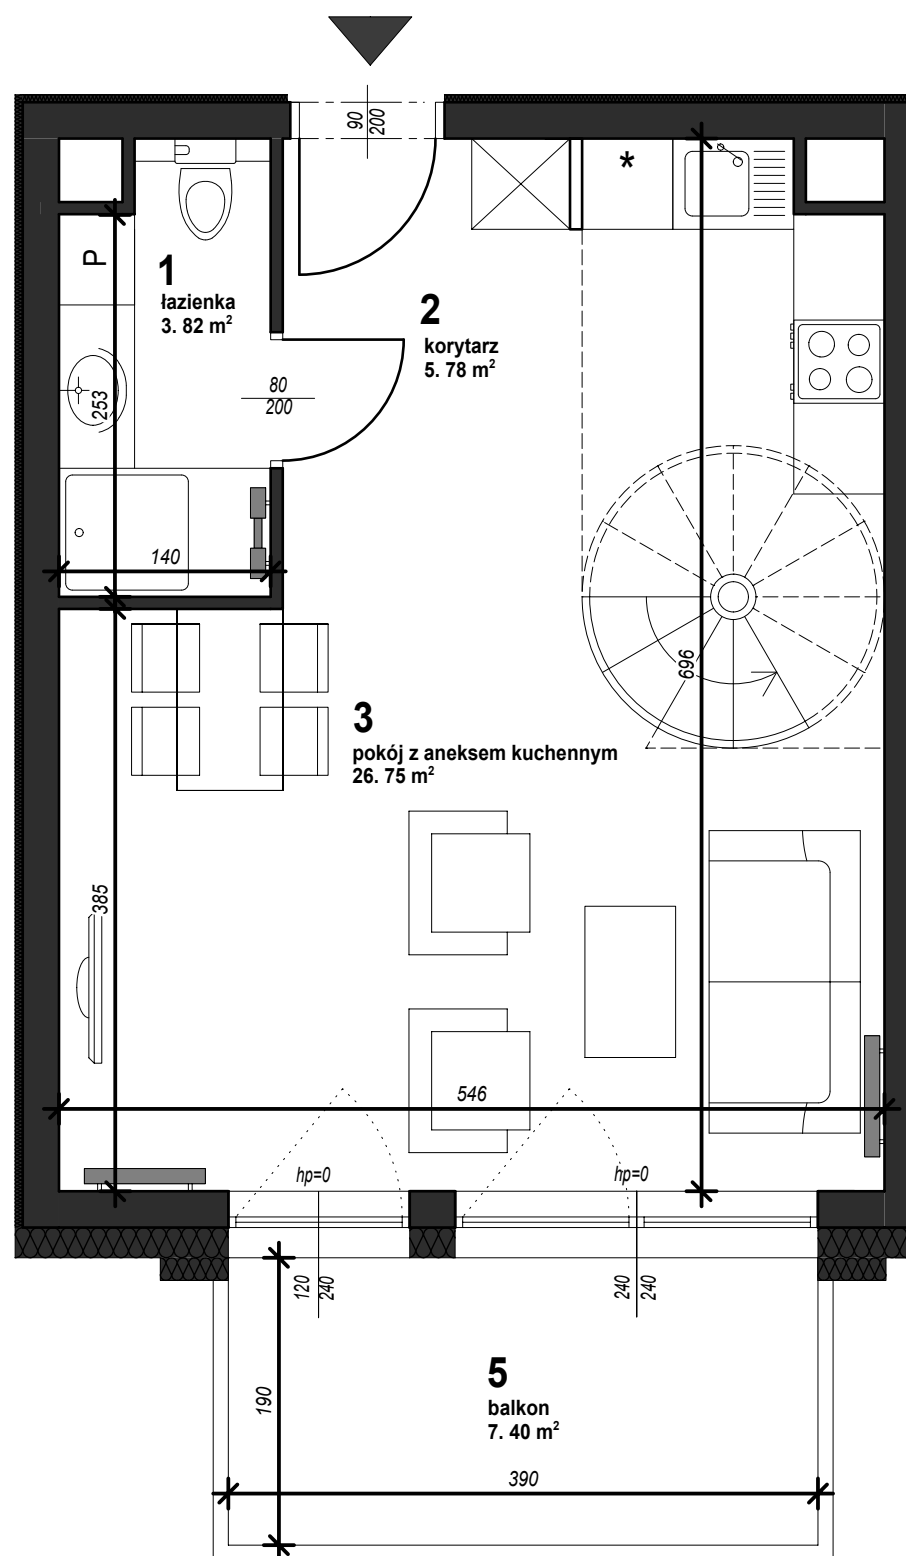 90
200
*
P
1
łazienka
3. 82 m²
2
korytarz
5. 78 m²
80
200
253
140
696
3
pokój z aneksem kuchennym
26. 75 m²
385
546
hp=0
hp=0
120
240
240
240
190
5
balkon
7. 40 m²
390